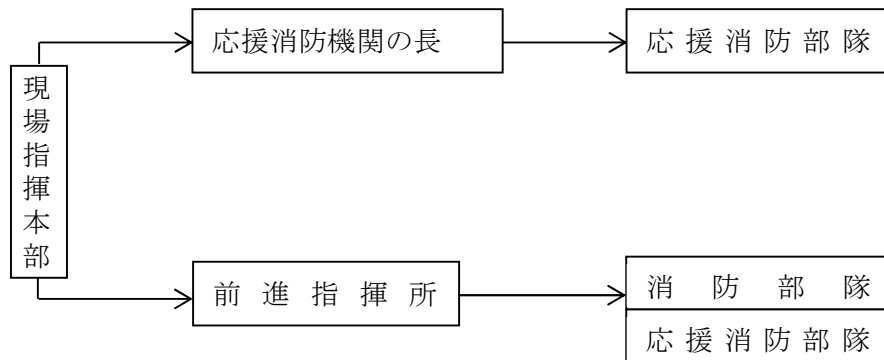 現場指揮本部
応援消防機関の長
応援消防部隊
前進指揮所
消防部隊
応援消防部隊